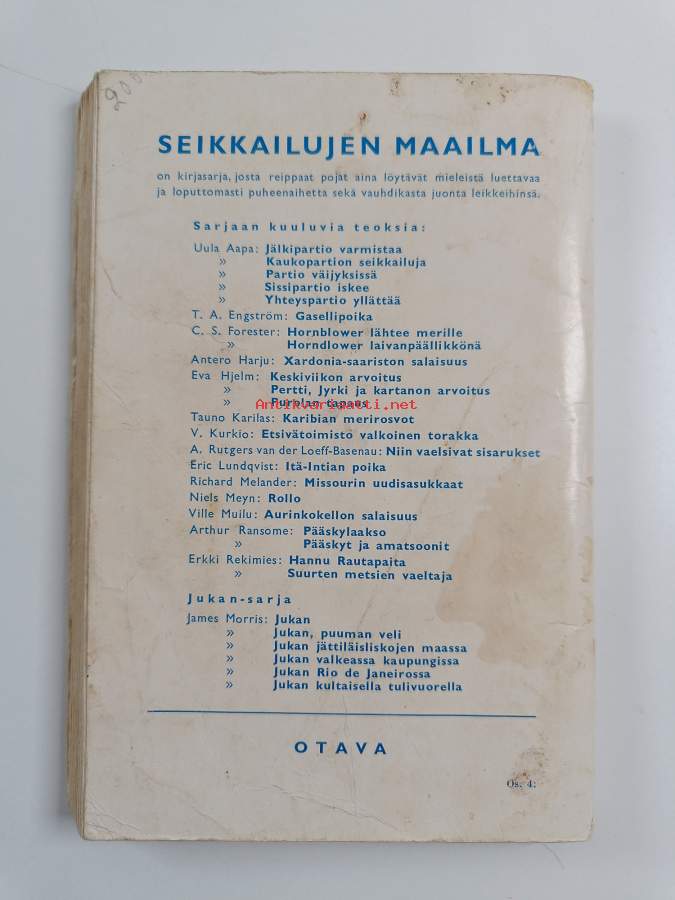 200
SEIKKAILUJEN MAAILMA
on kirjasarja, josta reippaat pojat aina löytävät mieleistä luettavaa
ja loputtomasti puheenaihetta sekä vauhdikasta juonta leikkeihinsä.
Sarjaan kuuluvia teoksia:
Uula Aapa: Jälkipartio varmistaa
» Kaukopartion seikkailuja
» Partio väijyksissä
» Sissipartio iskee
» Yhteyspartio yllättää
T. A. Engström: Gasellipoika
C. S. Forester: Hornblower lähtee merille
» Horndlower laivanpäällikkönä
Antero Harju: Xardonia-saariston salaisuus
Eva Hjelm: Keskiviikon arvoitus
» Pertti, Jyrki ja kartanon arvoitus
» Purolan tapaus
Antikvariaatti.net
Tauno Karilas: Karibian merirosvot
V. Kurkio: Etsivätoimisto valkoinen torakka
A. Rutgers van der Loeff-Basenau: Niin vaelsivat sisarukset
Eric Lundqvist: Itä-Intian poika
Richard Melander: Missourin uudisasukkaat
Niels Meyn: Rollo
Ville Muilu: Aurinkokellon salaisuus
Arthur Ransome: Pääskylaakso
» Pääskyt ja amatsoonit
Erkki Rekimies: Hannu Rautapaita
» Suurten metsien vaeltaja
Jukan-sarja
James Morris: Jukan
» Jukan, puuman veli
» Jukan jättiläisliskojen maassa
» Jukan valkeassa kaupungissa
» Jukan Rio de Janeirossa
» Jukan kultaisella tulivuorella
OTAVA
Os. 4: